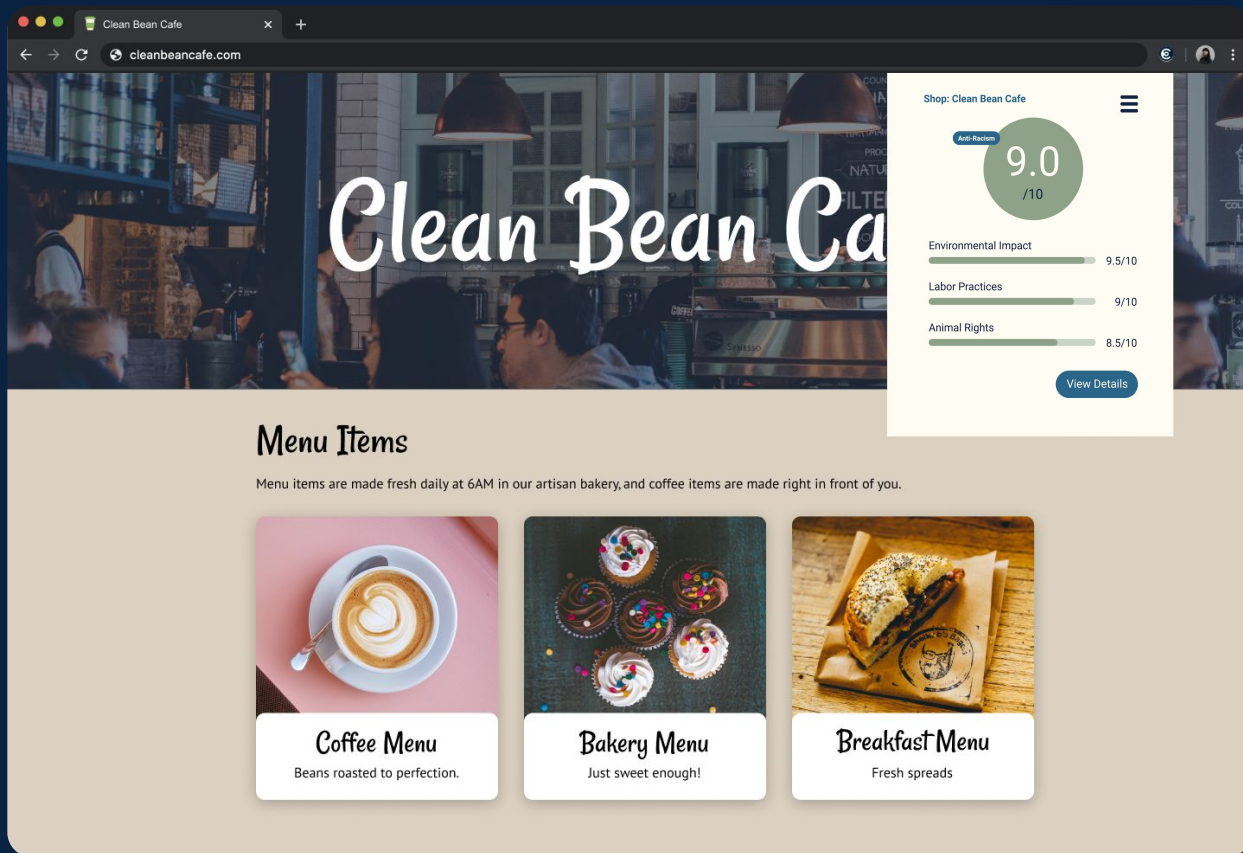 Clean Bean Cafe
cleanbeancafe.com
Clean Bean Ca
Shop: Clean Bean Cafe
Anti-Racism
9.0
/10
Environmental Impact
9.5/10
Labor Practices
9/10
Animal Rights
8.5/10
View Details
SYNESSO
Menu Items
Menu items are made fresh daily at 6AM in our artisan bakery, and coffee items are made right in front of you.
Coffee Menu
Beans roasted to perfection.
Bakery Menu
Just sweet enough!
Breakfast Menu
Fresh spreads